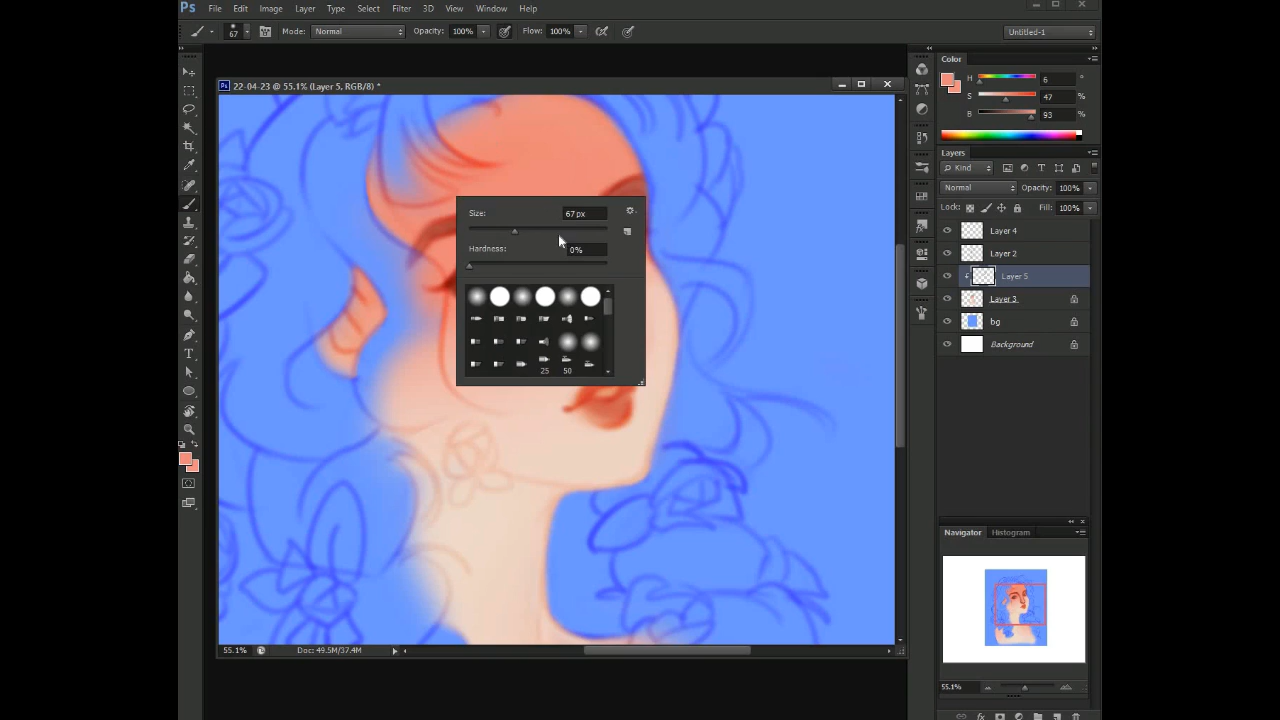 Ps File Edit Image Layer Type Select Filter 3D View Window Help
67 Mode: Normal Opacity: 100% Flow: 100% Untitled-1
Color
H 6 °
S 47 %
B 93 %
22-04-23 @ 55.1% (Layer 5, RGB/8) *
Layers
Kind
Normal Opacity: 100%
Lock: Fill: 100%
Layer 4
Layer 2
Layer 5
Layer 3
bg
Background
Size: 67 px
Hardness: 0%
25 50
Navigator Histogram
55.1%
55.1% Doc: 49.5M/37.4M